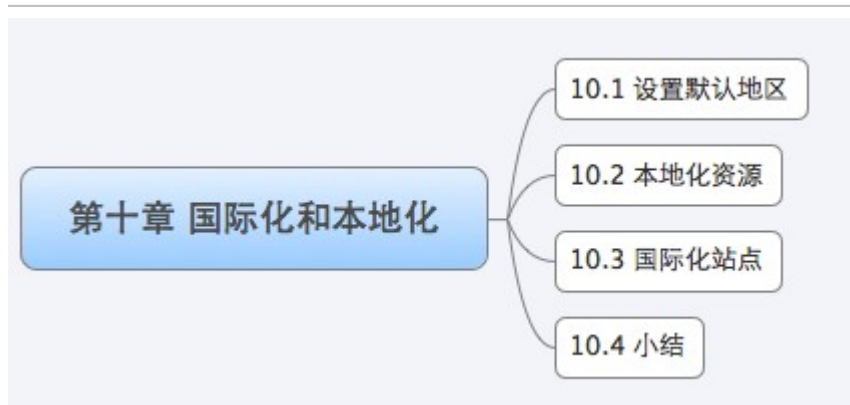 第十章 国际化和本地化
10.1 设置默认地区
10.2 本地化资源
10.3 国际化站点
10.4 小结